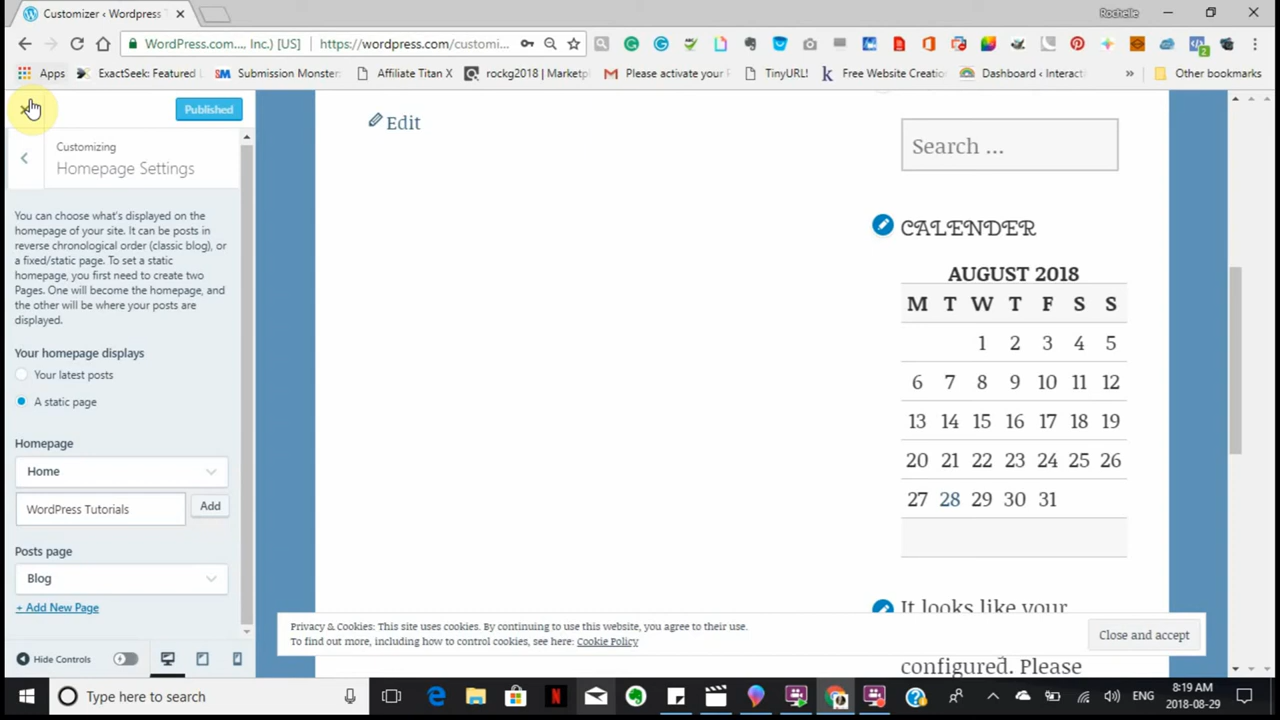 Customizer ‹ Wordpress T
Rochelle
WordPress.com..., Inc.) [US]
https://wordpress.com/customi...
Apps
ExactSeek: Featured L
Submission Monster:
Affiliate Titan X
rockg2018 | Marketpl
Please activate your F
TinyURL!
Free Website Creatio
Dashboard ‹ Interact
»
Other bookmarks
Published
Edit
Customizing
Homepage Settings
Search ...
You can choose what's displayed on the
homepage of your site. It can be posts in
reverse chronological order (classic blog), or
a fixed/static page. To set a static
homepage, you first need to create two
Pages. One will become the homepage, and
the other will be where your posts are
displayed.
Your homepage displays
Your latest posts
A static page
Homepage
Home
WordPress Tutorials
Add
Posts page
Blog
+ Add New Page
Hide Controls
CALENDER
AUGUST 2018
M T W T F S S
1 2 3 4 5
6 7 8 9 10 11 12
13 14 15 16 17 18 19
20 21 22 23 24 25 26
27 28 29 30 31
It looks like your
configured. Please
Privacy & Cookies: This site uses cookies. By continuing to use this website, you agree to their use.
To find out more, including how to control cookies, see here: Cookie Policy
Close and accept
Type here to search
ENG
8:19 AM
2018-08-29